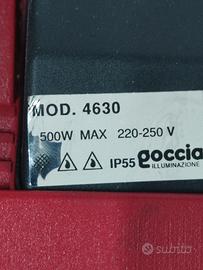 MOD. 4630
500W MAX 220-250 V
IP55 goccia
ILLUMINAZIONE
subito